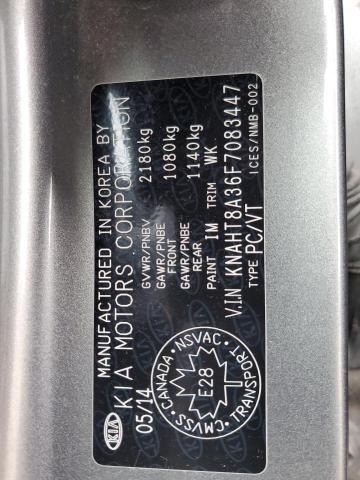 KIA MANUFACTURED IN KOREA BY
KIA MOTORS CORPORATION
05/14
GVWR/PNBV 2180kg
GAWR/PNBE FRONT 1080kg
GAWR/PNBE REAR 1140kg
PAINT IM TRIM WK
V.I.N KNAHT8A36F7083447
TYPE PC/VT
ICES/NMB-002
CANADA · NSVAC · TRANSPORT · CMVSS
E28